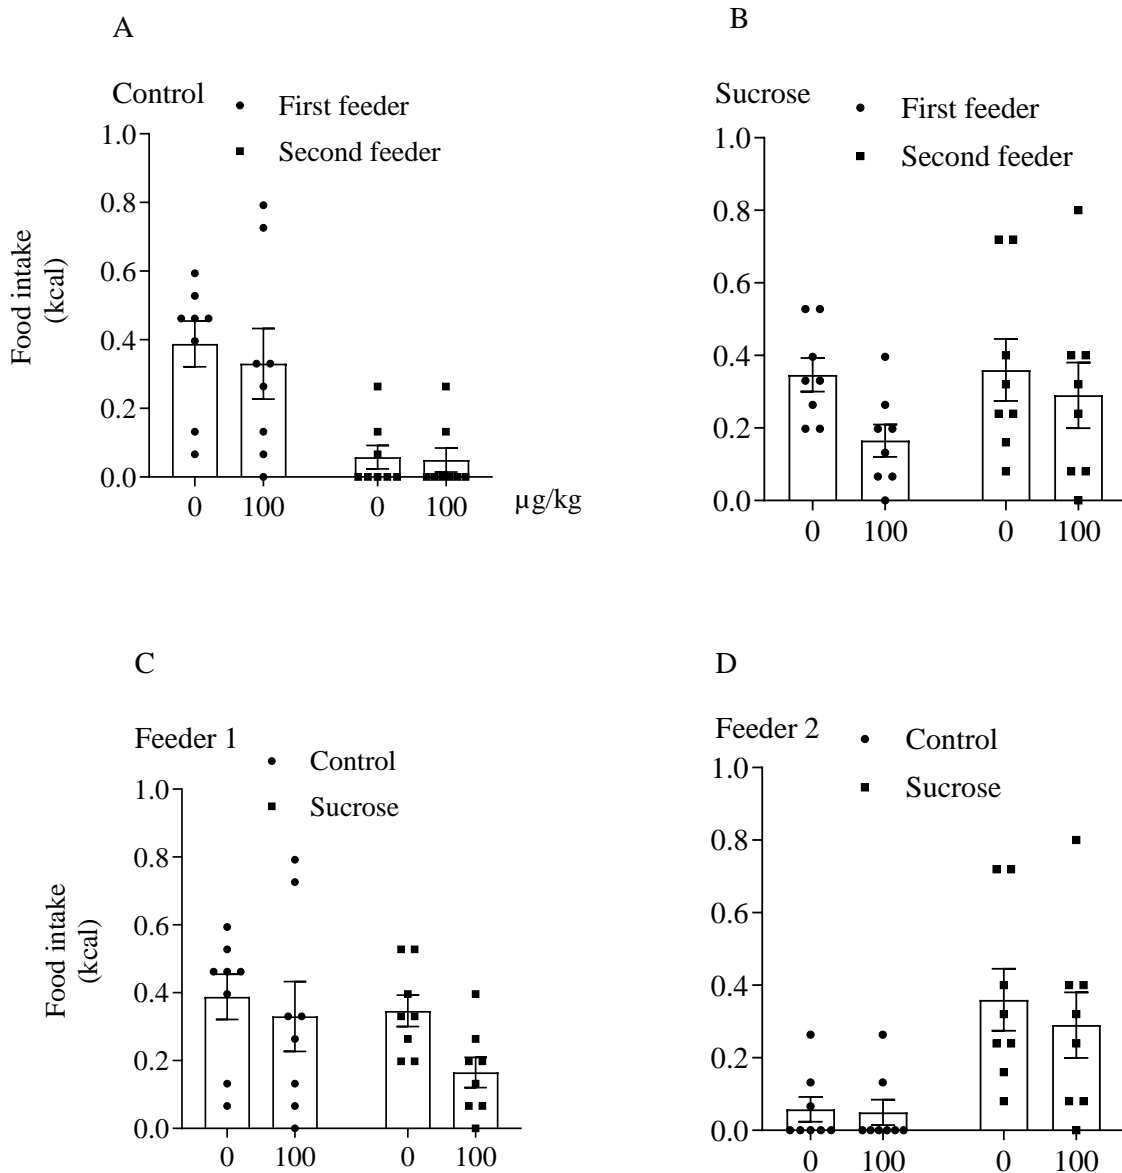 A
Control
First feeder
Second feeder
Food intake
(kcal)
1.0
0.8
0.6
0.4
0.2
0.0
0
100
0
100
µg/kg
B
Sucrose
First feeder
Second feeder
1.0
0.8
0.6
0.4
0.2
0.0
0
100
0
100
C
Feeder 1
Control
Sucrose
Food intake
(kcal)
1.0
0.8
0.6
0.4
0.2
0.0
0
100
0
100
D
Feeder 2
Control
Sucrose
1.0
0.8
0.6
0.4
0.2
0.0
0
100
0
100